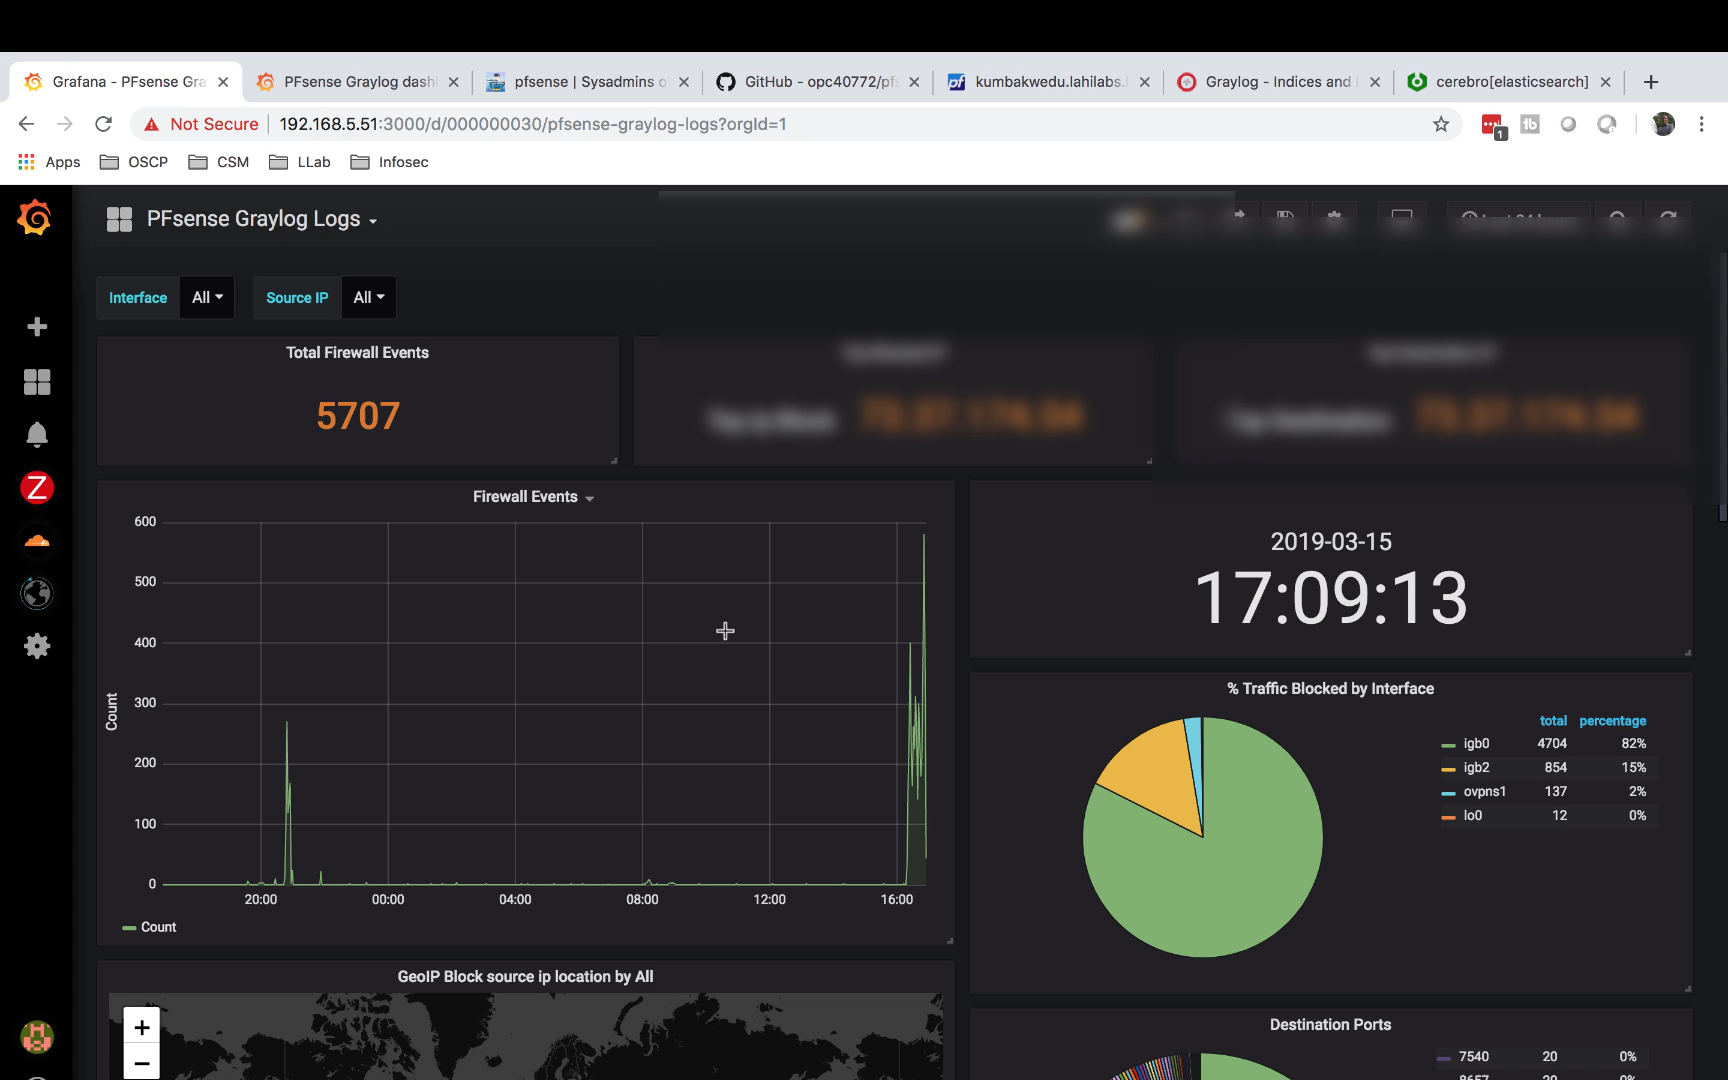 Grafana - PFsense Gra
PFsense Graylog dash
pfsense | Sysadmins o
GitHub - opc40772/pf
kumbakwedu.lahilabs.
Graylog - Indices and
cerebro[elasticsearch]
Not Secure | 192.168.5.51:3000/d/000000030/pfsense-graylog-logs?orgId=1
1
Apps OSCP CSM LLab Infosec
PFsense Graylog Logs
Interface All Source IP All
Total Firewall Events
5707
Firewall Events
600
500
400
300
200
100
0
Count
20:00 00:00 04:00 08:00 12:00 16:00
Count
2019-03-15
17:09:13
% Traffic Blocked by Interface
total percentage
igb0 4704 82%
igb2 854 15%
ovpns1 137 2%
lo0 12 0%
GeoIP Block source ip location by All
+
−
Destination Ports
7540 20 0%